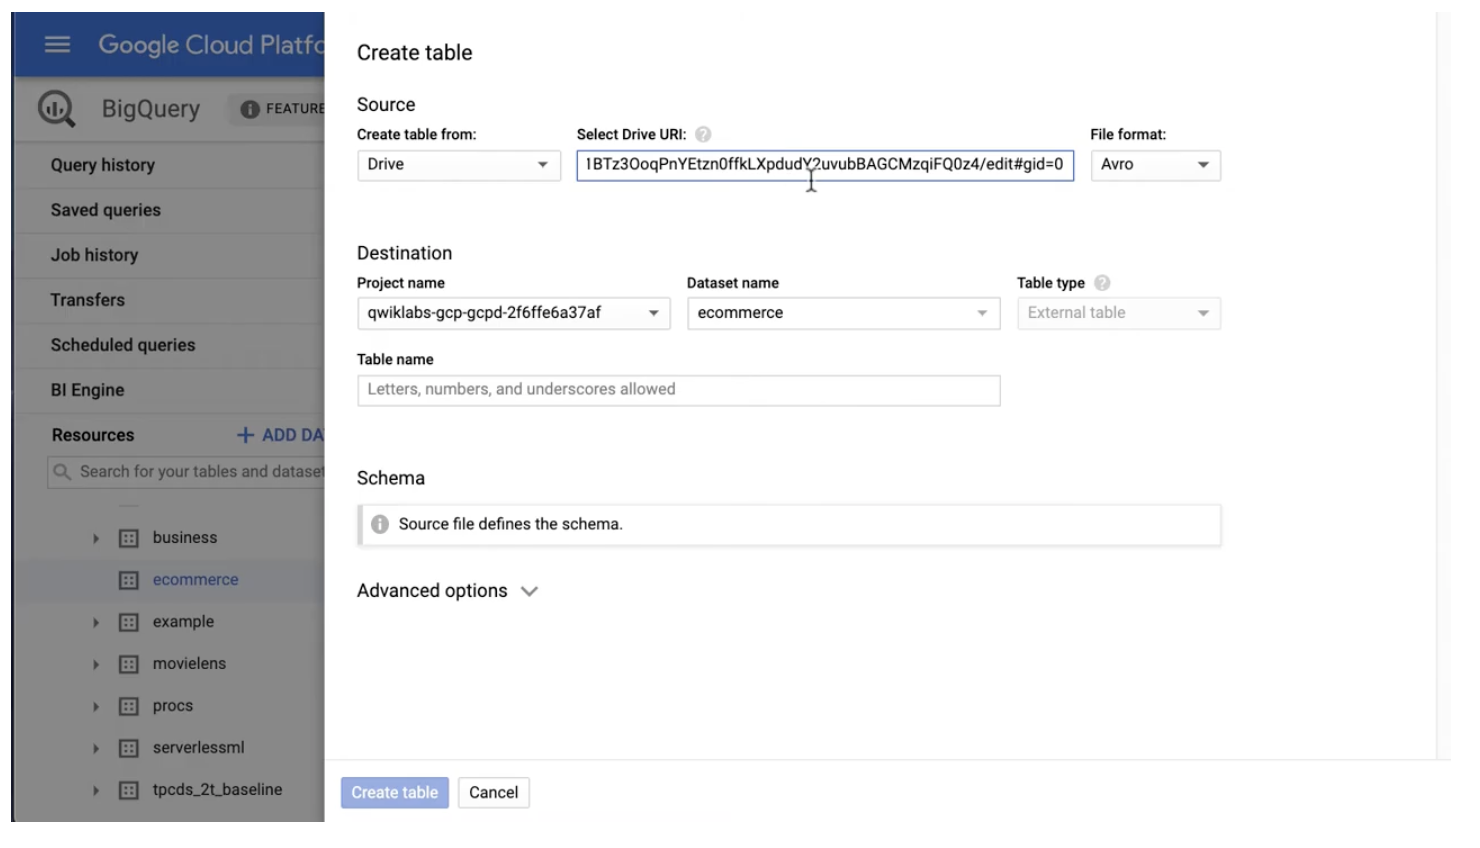 Google Cloud Platfo
BigQuery
FEATURE
Query history
Saved queries
Job history
Transfers
Scheduled queries
BI Engine
Resources
ADD DA
Search for your tables and dataset
business
ecommerce
example
movielens
procs
serverlessml
tpcds_2t_baseline
Create table
Source
Create table from: Select Drive URI: ? File format:
Drive 1BTz3OoqPnYEtzn0ffkLXpdudY2uvubBAGCMzqiFQ0z4/edit#gid=0 Avro
Destination
Project name Dataset name Table type ?
qwiklabs-gcp-gcpd-2f6ffe6a37af ecommerce External table
Table name
Letters, numbers, and underscores allowed
Schema
Source file defines the schema.
Advanced options
Create table Cancel